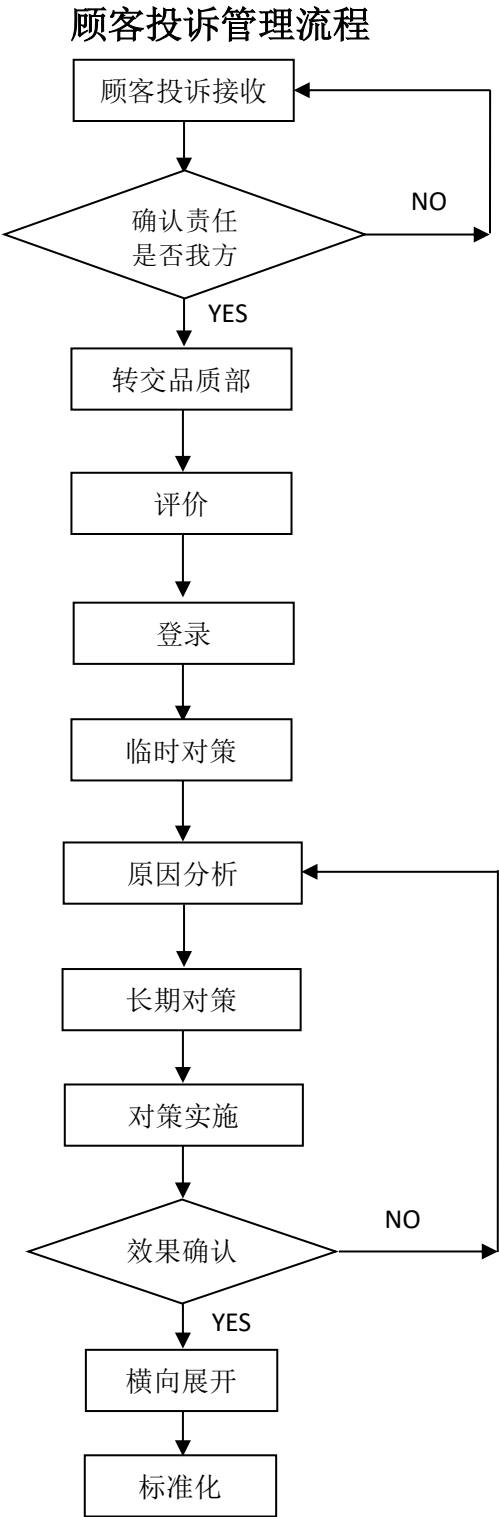 顾客投诉管理流程
顾客投诉接收
NO
确认责任
是否我方
YES
转交品质部
评价
登录
临时对策
原因分析
长期对策
对策实施
NO
效果确认
YES
横向展开
标准化